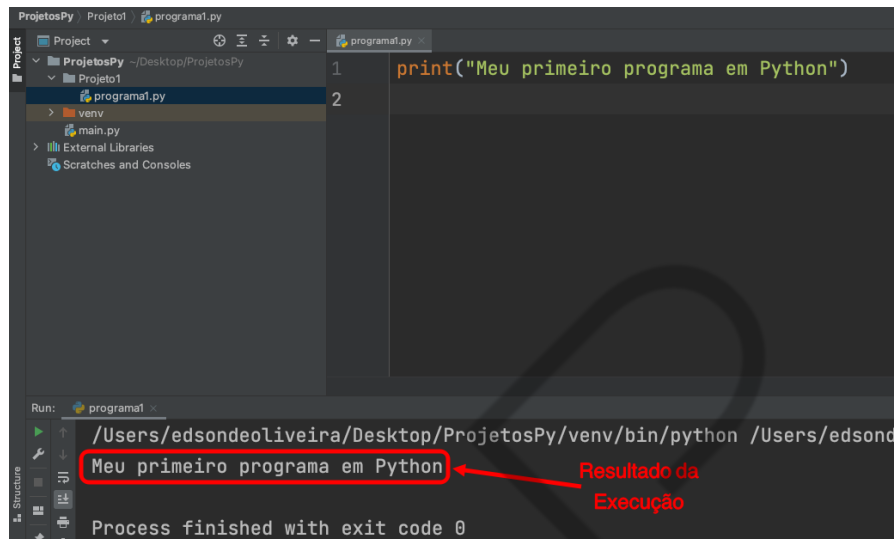 ProjetosPy Projeto1 programa1.py
Project
Project
programa1.py
ProjetosPy ~/Desktop/ProjetosPy
Projeto1
programa1.py
venv
main.py
External Libraries
Scratches and Consoles
1 print("Meu primeiro programa em Python")
2
Run: programa1
/Users/edsondeoliveira/Desktop/ProjetosPy/venv/bin/python /Users/edsond
Meu primeiro programa em Python
Resultado da
Execução
Process finished with exit code 0
Structure